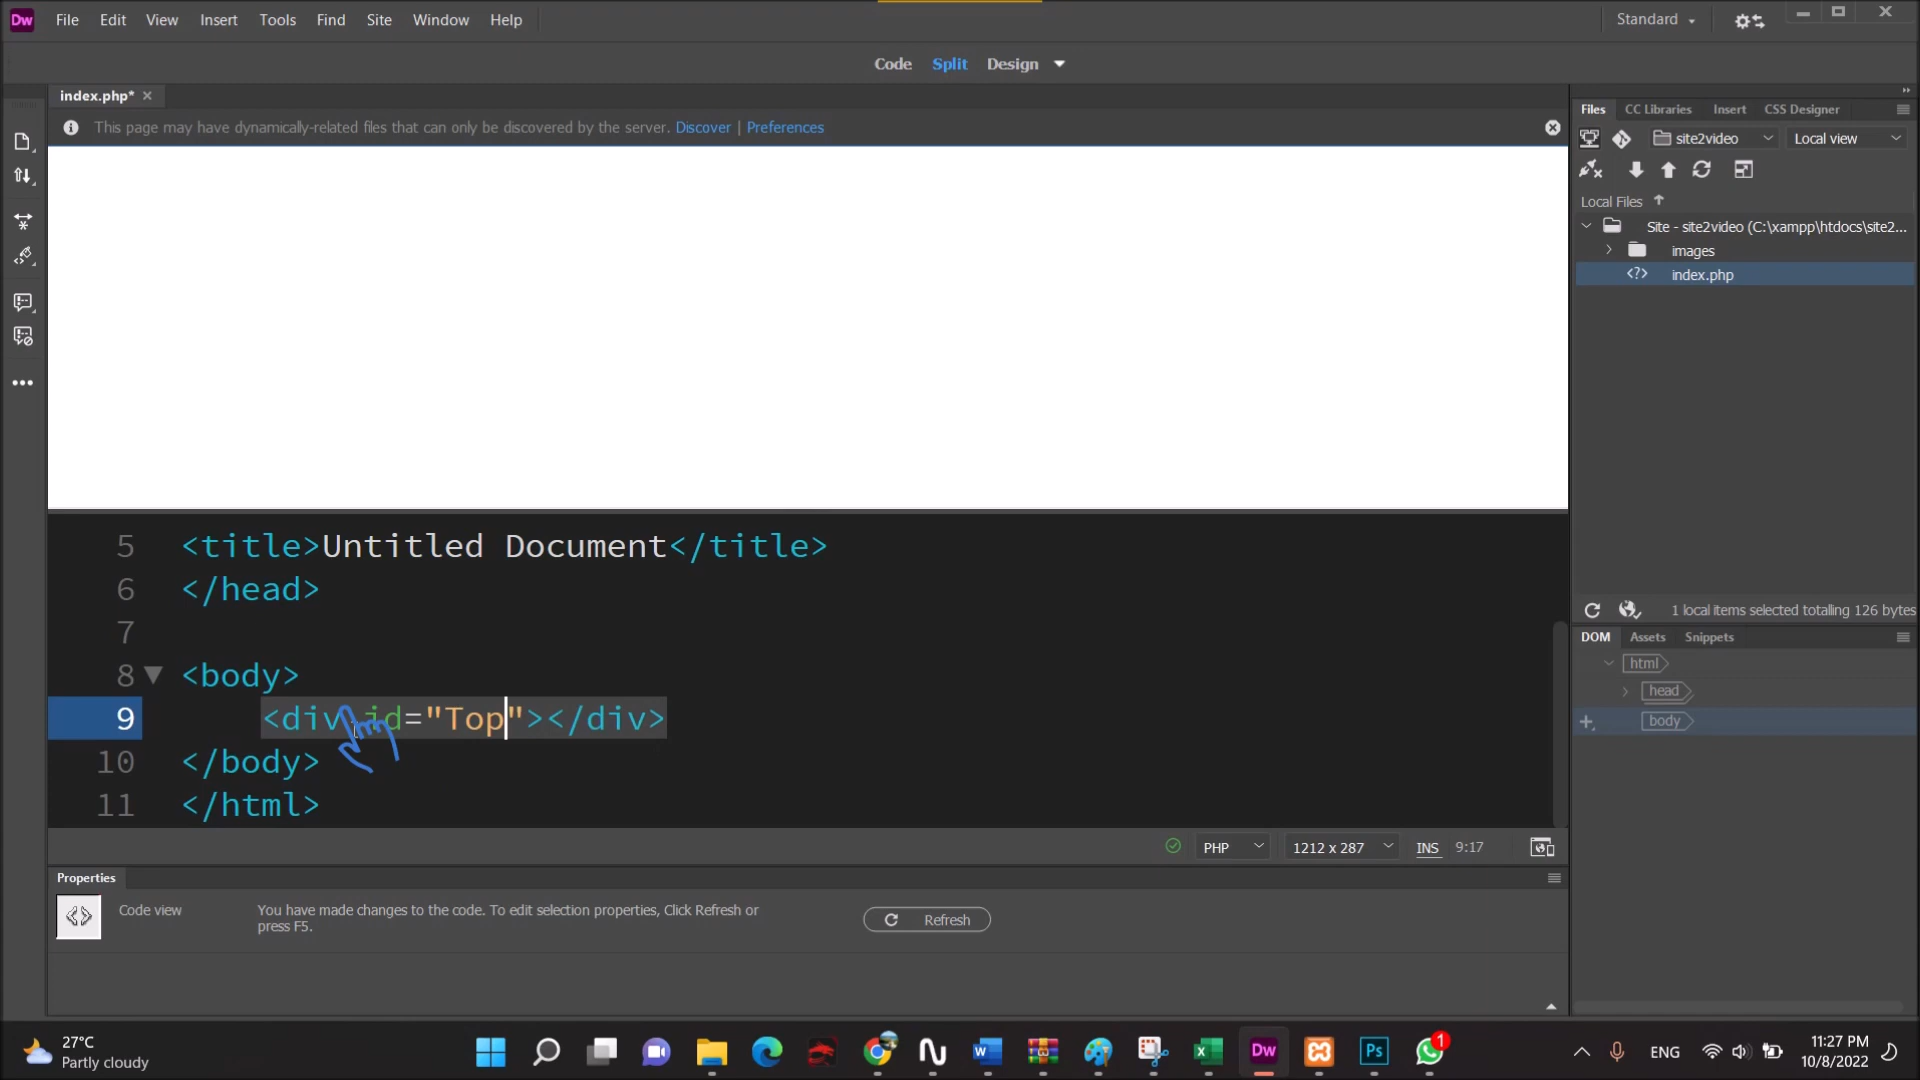 Dw File Edit View Insert Tools Find Site Window Help Standard
Code Split Design
index.php*
This page may have dynamically-related files that can only be discovered by the server. Discover | Preferences
5 <title>Untitled Document</title>
6 </head>
7
8 <body>
9 <div id="Top"></div>
10 </body>
11 </html>
PHP 1212 x 287 INS 9:17
Properties
Code view
You have made changes to the code. To edit selection properties, Click Refresh or
press F5.
Refresh
Files CC Libraries Insert CSS Designer
site2video Local view
Local Files
Site - site2video (C:\xampp\htdocs\site2...
images
index.php
1 local items selected totalling 126 bytes
DOM Assets Snippets
html
head
body
27°C
Partly cloudy
W
Dw
Ps
1
ENG
11:27 PM
10/8/2022